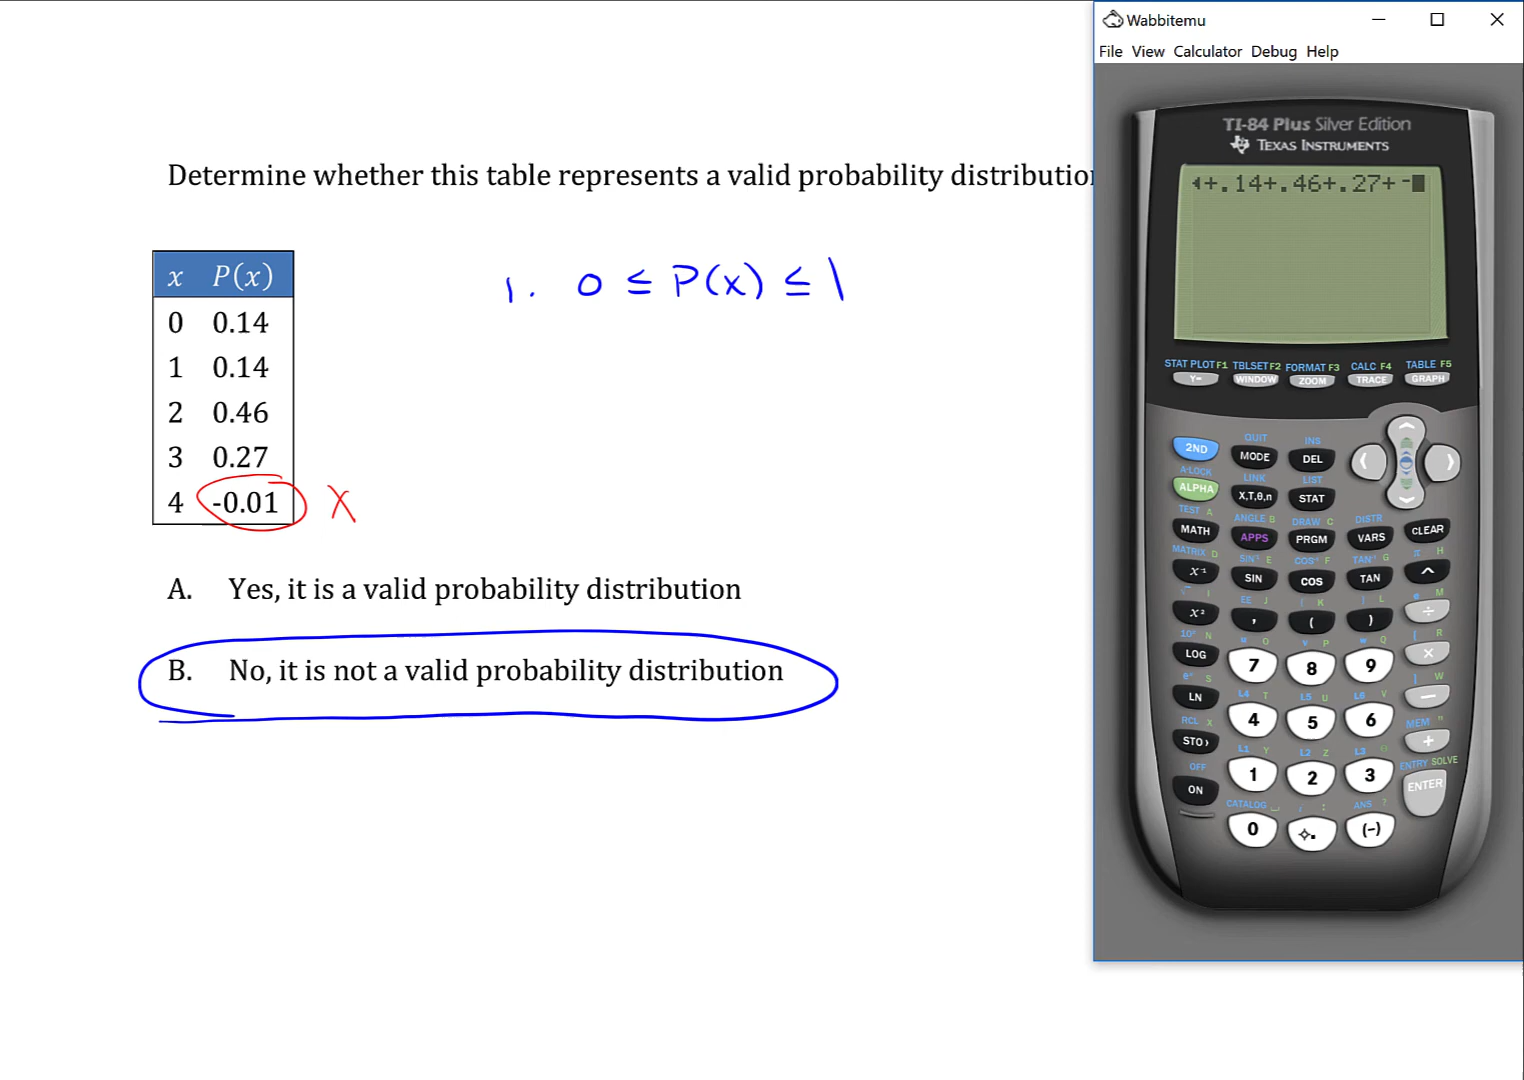 Wabbitemu
File View Calculator Debug Help
TI-84 Plus Silver Edition
TEXAS INSTRUMENTS
+.14+.46+.27+-
Determine whether this table represents a valid probability
x P(x)
0 0.14
1 0.14
2 0.46
3 0.27
4 -0.01 X
1. 0 ≤ P(x) ≤ 1
A. Yes, it is a valid probability distribution
B. No, it is not a valid probability distribution
STAT PLOT F1 TBLSET F2 FORMAT F3 CALC F4 TABLE F5
Y= WINDOW ZOOM TRACE GRAPH
QUIT INS
2ND MODE DEL
A-LOCK LINK LIST
ALPHA X,T,θ,n STAT
TEST A ANGLE B DRAW C DISTR
MATH APPS PRGM VARS CLEAR
MATRIX D SIN⁻¹ E COS⁻¹ F TAN⁻¹ G π H
x⁻¹ SIN COS TAN ^
√ I EE J { K } L e M
x² , ( ) ÷
10ˣ N u O v P w Q [ R
LOG 7 8 9 ×
eˣ S L4 T L5 U L6 V ] W
LN 4 5 6 −
RCL X L1 Y L2 Z L3 θ MEM "
STO› 1 2 3 +
OFF ENTRY SOLVE
ON ENTER
CATALOG i : ANS ?
0 . (-)